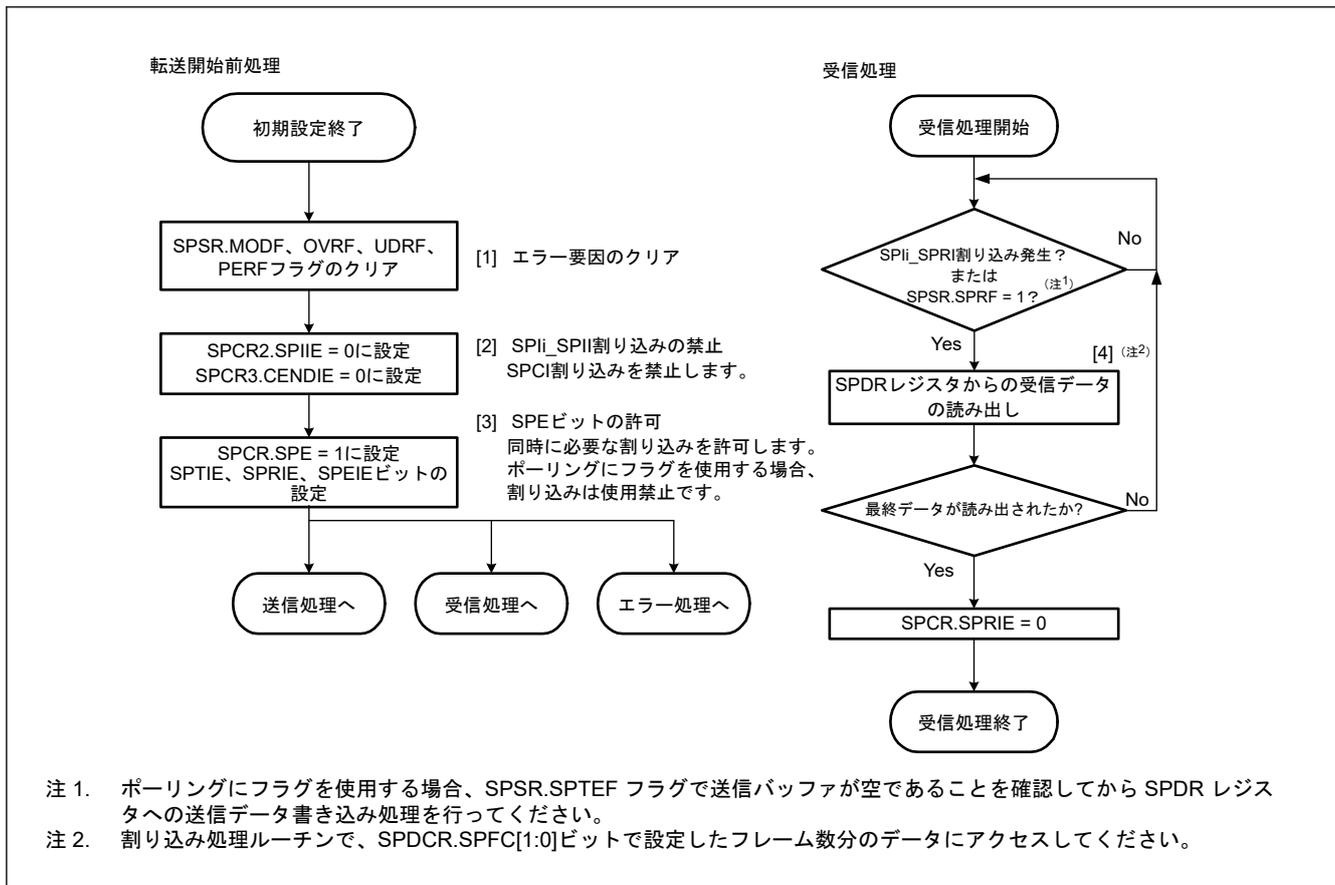 転送開始前処理
初期設定終了
SPSR.MODF、OVRF、UDRF、
PERFフラグのクリア
[1] エラー要因のクリア
SPCR2.SPIIE = 0に設定
SPCR3.CENDIE = 0に設定
[2] SPIi_SPII割り込みの禁止
SPCI割り込みを禁止します。
SPCR.SPE = 1に設定
SPTIE、SPRIE、SPEIEビットの
設定
[3] SPEビットの許可
同時に必要な割り込みを許可します。
ポーリングにフラグを使用する場合、
割り込みは使用禁止です。
送信処理へ
受信処理へ
エラー処理へ
受信処理
受信処理開始
SPIi_SPRI割り込み発生？
または
SPSR.SPRF = 1？（注1）
No
Yes
[4]（注2）
SPDRレジスタからの受信データ
の読み出し
最終データが読み出されたか?
No
Yes
SPCR.SPRIE = 0
受信処理終了
注 1. ポーリングにフラグを使用する場合、SPSR.SPTEF フラグで送信バッファが空であることを確認してから SPDR レジス
タへの送信データ書き込み処理を行ってください。
注 2. 割り込み処理ルーチンで、SPDCR.SPFC[1:0]ビットで設定したフレーム数分のデータにアクセスしてください。